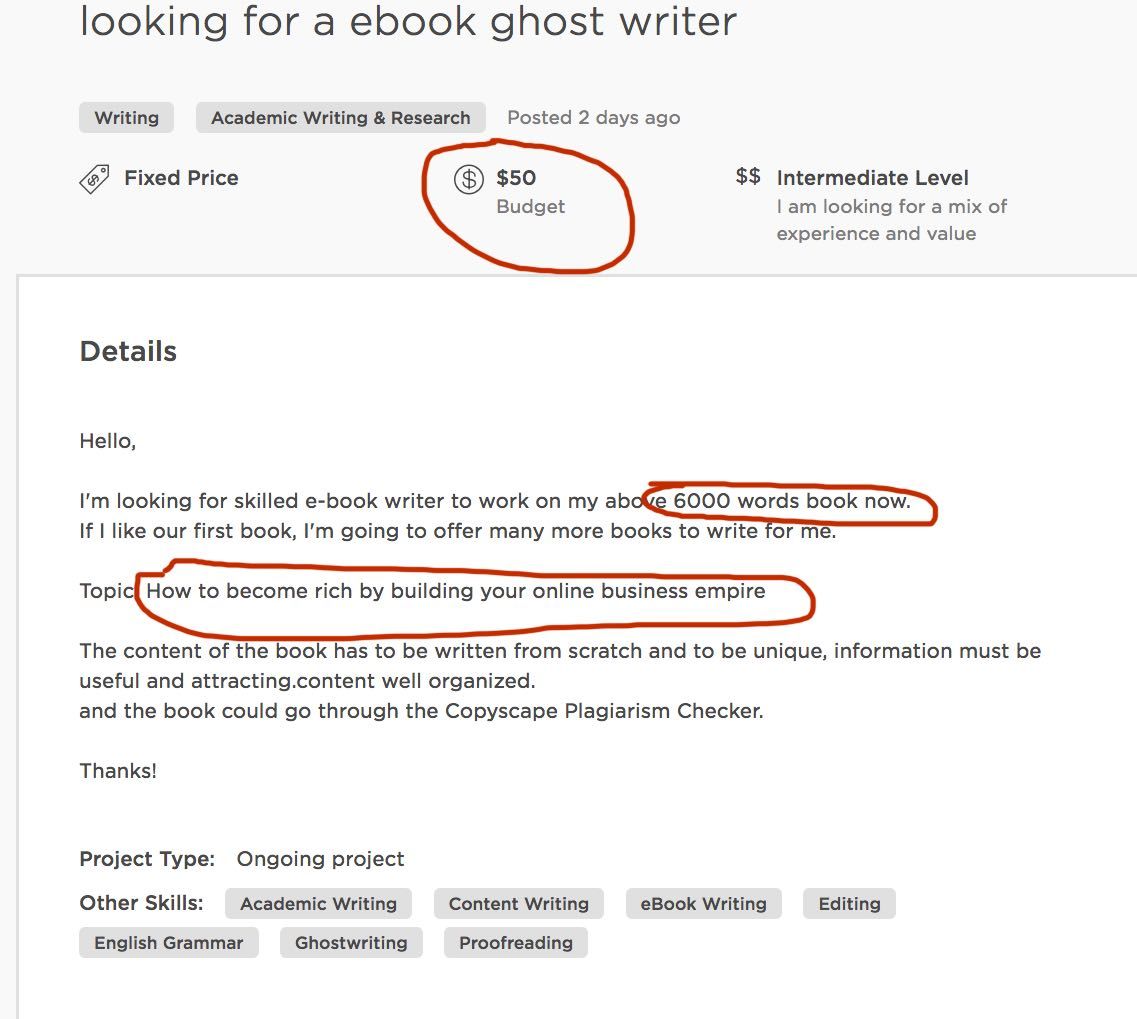 looking for a ebook ghost writer
Writing Academic Writing & Research Posted 2 days ago
Fixed Price $50 $$ Intermediate Level
Budget I am looking for a mix of
experience and value
Details
Hello,
I'm looking for skilled e-book writer to work on my above 6000 words book now.
If I like our first book, I'm going to offer many more books to write for me.
Topic: How to become rich by building your online business empire
The content of the book has to be written from scratch and to be unique, information must be
useful and attracting.content well organized.
and the book could go through the Copyscape Plagiarism Checker.
Thanks!
Project Type: Ongoing project
Other Skills: Academic Writing Content Writing eBook Writing Editing
English Grammar Ghostwriting Proofreading